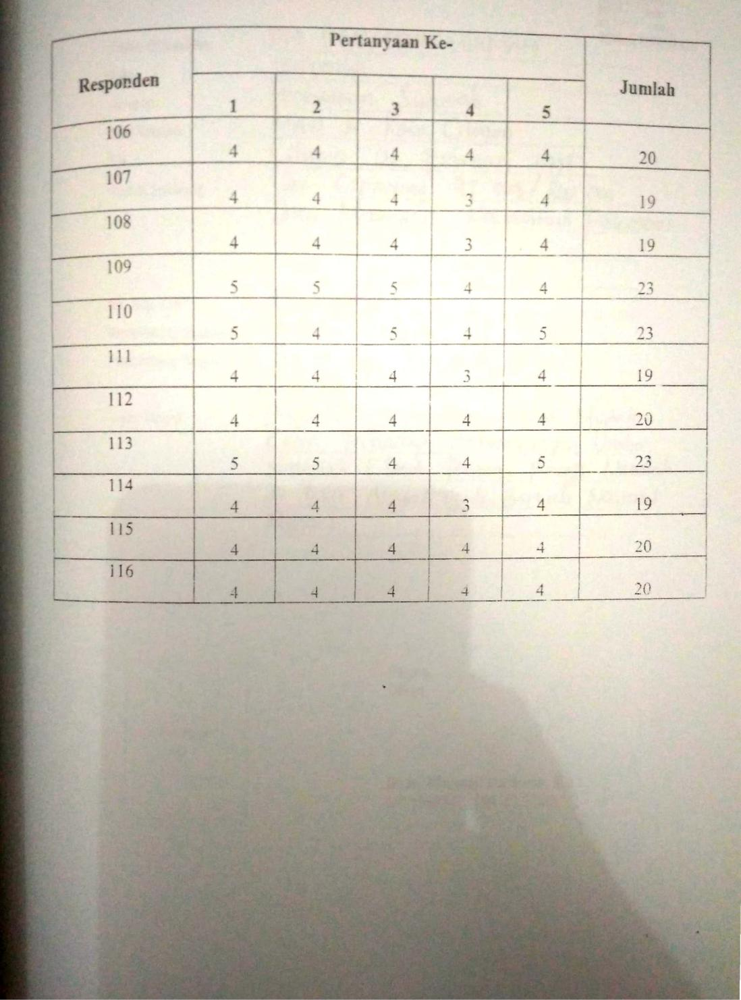 Responden Pertanyaan Ke- Jumlah
1 2 3 4 5
106 4 4 4 4 4 20
107 4 4 4 3 4 19
108 4 4 4 3 4 19
109 5 5 5 4 4 23
110 5 4 5 4 5 23
111 4 4 4 3 4 19
112 4 4 4 4 4 20
113 5 5 4 4 5 23
114 4 4 4 3 4 19
115 4 4 4 4 4 20
116 4 4 4 4 4 20